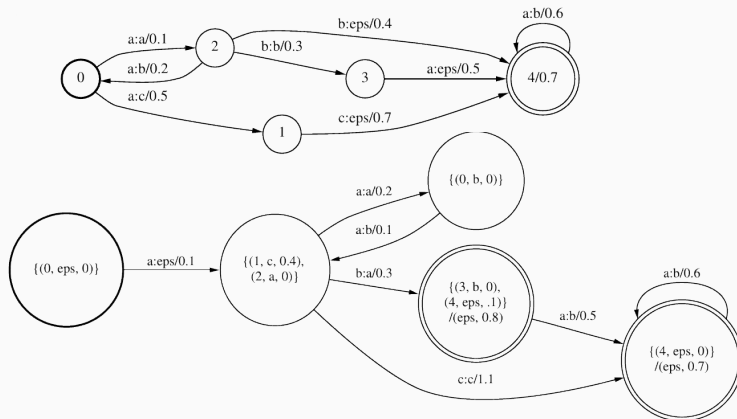 a:b/0.6
b:eps/0.4
a:a/0.1
2
b:b/0.3
0
a:b/0.2
3
a:eps/0.5
4/0.7
a:c/0.5
1
c:eps/0.7
{(0, b, 0)}
a:a/0.2
a:b/0.1
{(0, eps, 0)}
a:eps/0.1
{(1, c, 0.4),
(2, a, 0)}
b:a/0.3
{(3, b, 0),
(4, eps, .1)}
/(eps, 0.8)
a:b/0.5
a:b/0.6
{(4, eps, 0)}
/(eps, 0.7)
c:c/1.1